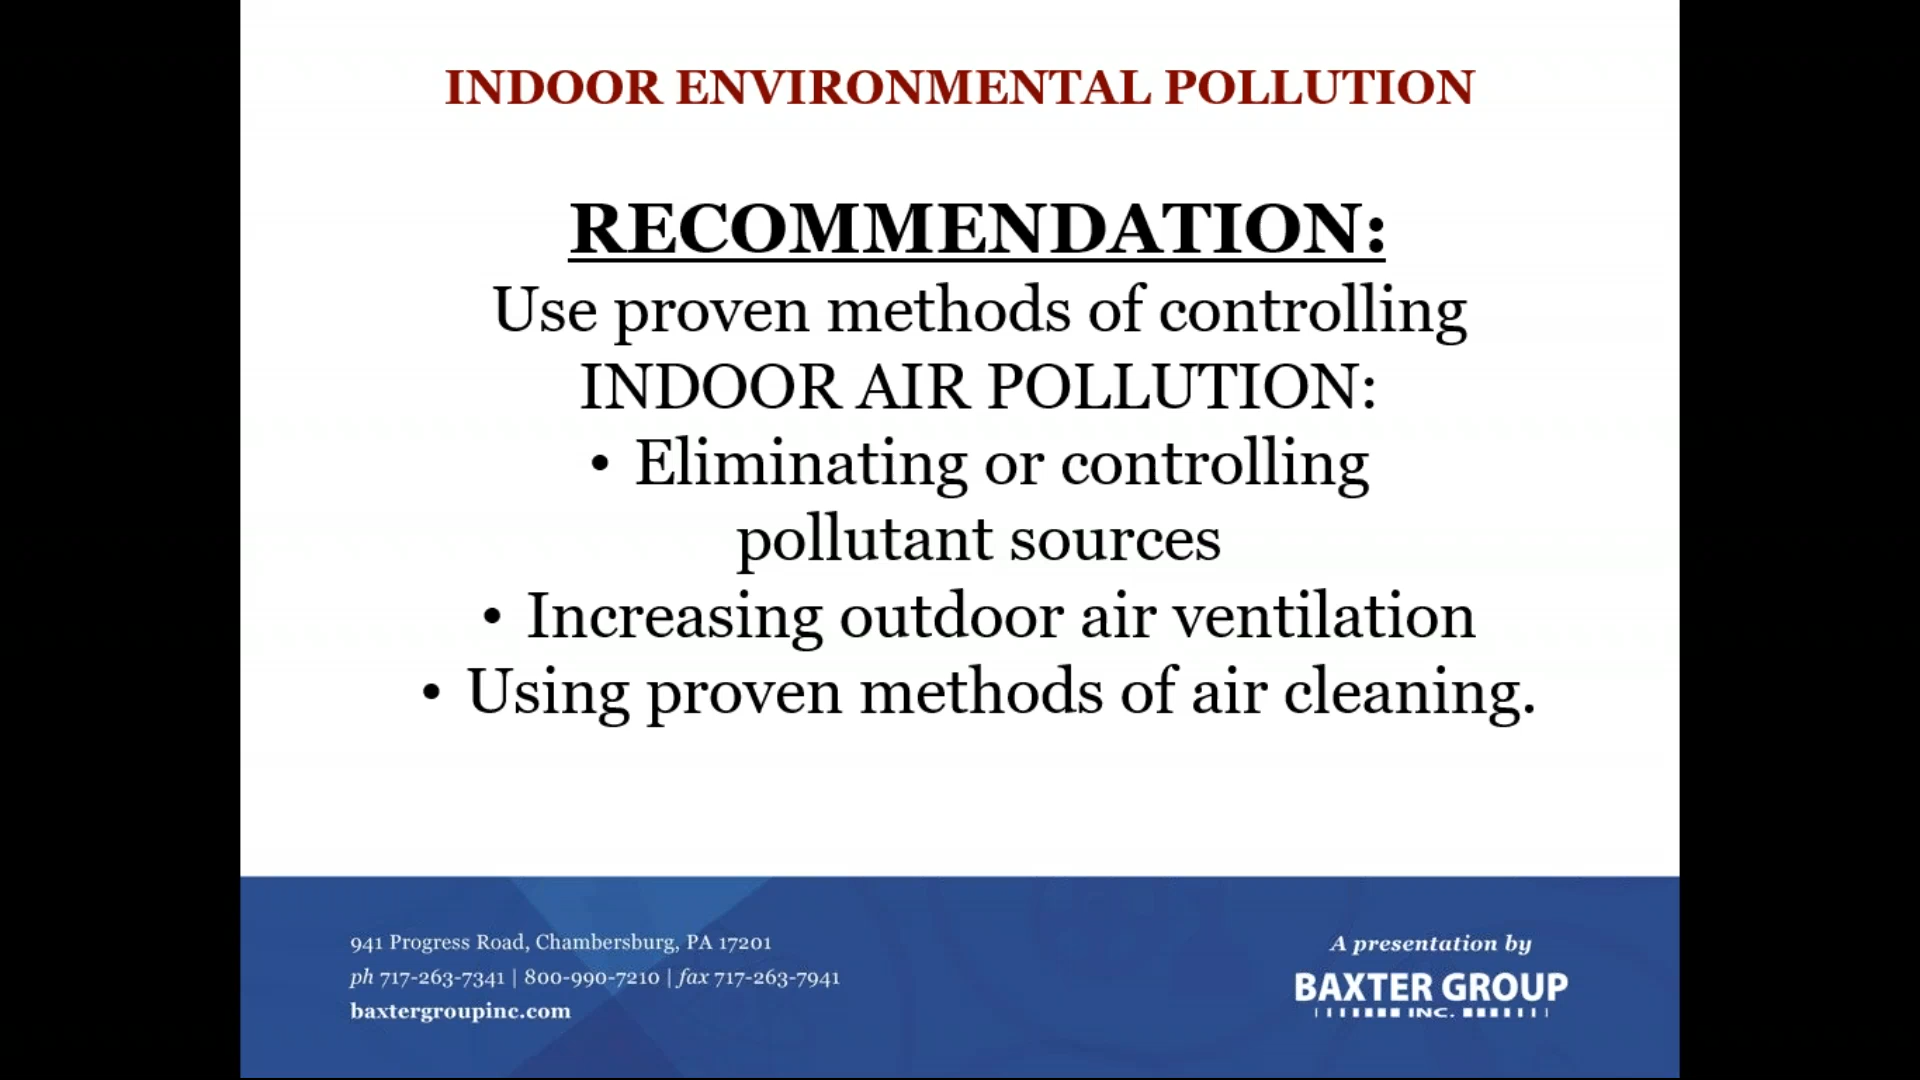 INDOOR ENVIRONMENTAL POLLUTION
RECOMMENDATION:
Use proven methods of controlling
INDOOR AIR POLLUTION:
• Eliminating or controlling
pollutant sources
• Increasing outdoor air ventilation
• Using proven methods of air cleaning.
941 Progress Road, Chambersburg, PA 17201
ph 717-263-7341 | 800-990-7210 | fax 717-263-7941
baxtergroupinc.com
A presentation by
BAXTER GROUP
INC.